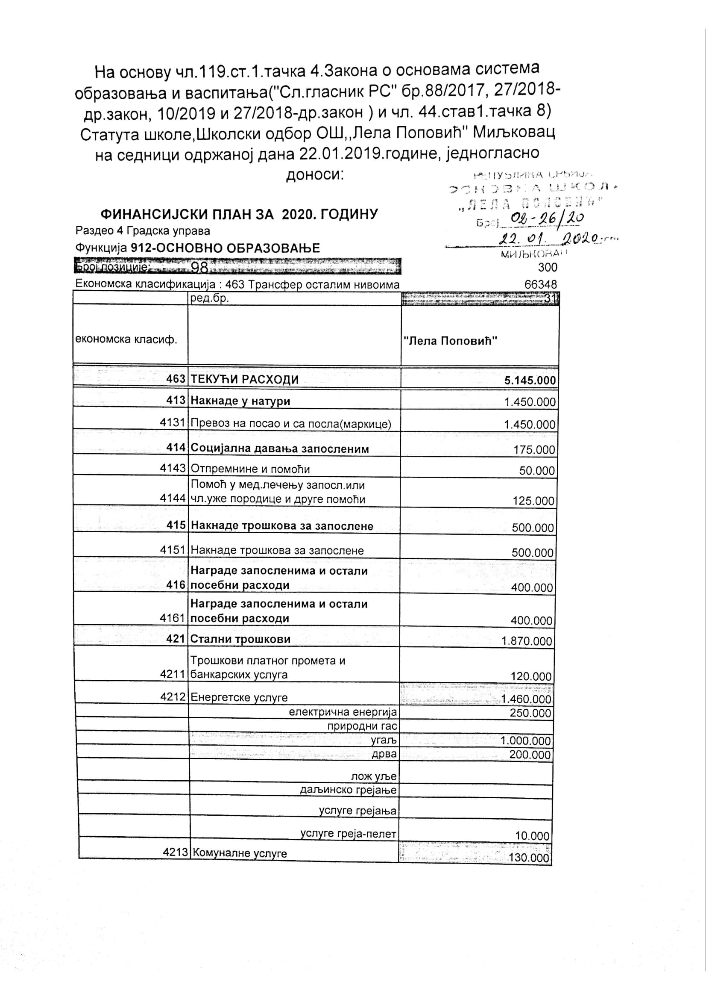 На основу чл.119.ст.1.тачка 4.Закона о основама система
образовања и васпитања("Сл.гласник РС" бр.88/2017, 27/2018-
др.закон, 10/2019 и 27/2018-др.закон ) и чл. 44.став1.тачка 8)
Статута школе,Школски одбор ОШ,,Лела Поповић" Миљковац
на седници одржаној дана 22.01.2019.године, једногласно
доноси:
РЕПУБЛИКА СРБИЈА
ОСНОВНА ШКОЛА
„ЛЕЛА ПОПОВИЋ"
Број 02-26/20
22. 01. 2020
МИЉКОВАЦ
ФИНАНСИЈСКИ ПЛАН ЗА 2020. ГОДИНУ
Раздео 4 Градска управа
Функција 912-ОСНОВНО ОБРАЗОВАЊЕ
Број позиције: 98 300
Економска класификација : 463 Трансфер осталим нивоима 66348
ред.бр. 31
економска класиф. "Лела Поповић"
463 ТЕКУЋИ РАСХОДИ 5.145.000
413 Накнаде у натури 1.450.000
4131 Превоз на посао и са посла(маркице) 1.450.000
414 Социјална давања запосленим 175.000
4143 Отпремнине и помоћи 50.000
Помоћ у мед.лечењу запосл.или
4144 чл.уже породице и друге помоћи 125.000
415 Накнаде трошкова за запослене 500.000
4151 Накнаде трошкова за запослене 500.000
Награде запосленима и остали
416 посебни расходи 400.000
Награде запосленима и остали
4161 посебни расходи 400.000
421 Стални трошкови 1.870.000
Трошкови платног промета и
4211 банкарских услуга 120.000
4212 Енергетске услуге 1.460.000
електрична енергија 250.000
природни гас
угаљ 1.000.000
дрва 200.000
лож уље
даљинско грејање
услуге грејања
услуге греја-пелет 10.000
4213 Комуналне услуге 130.000